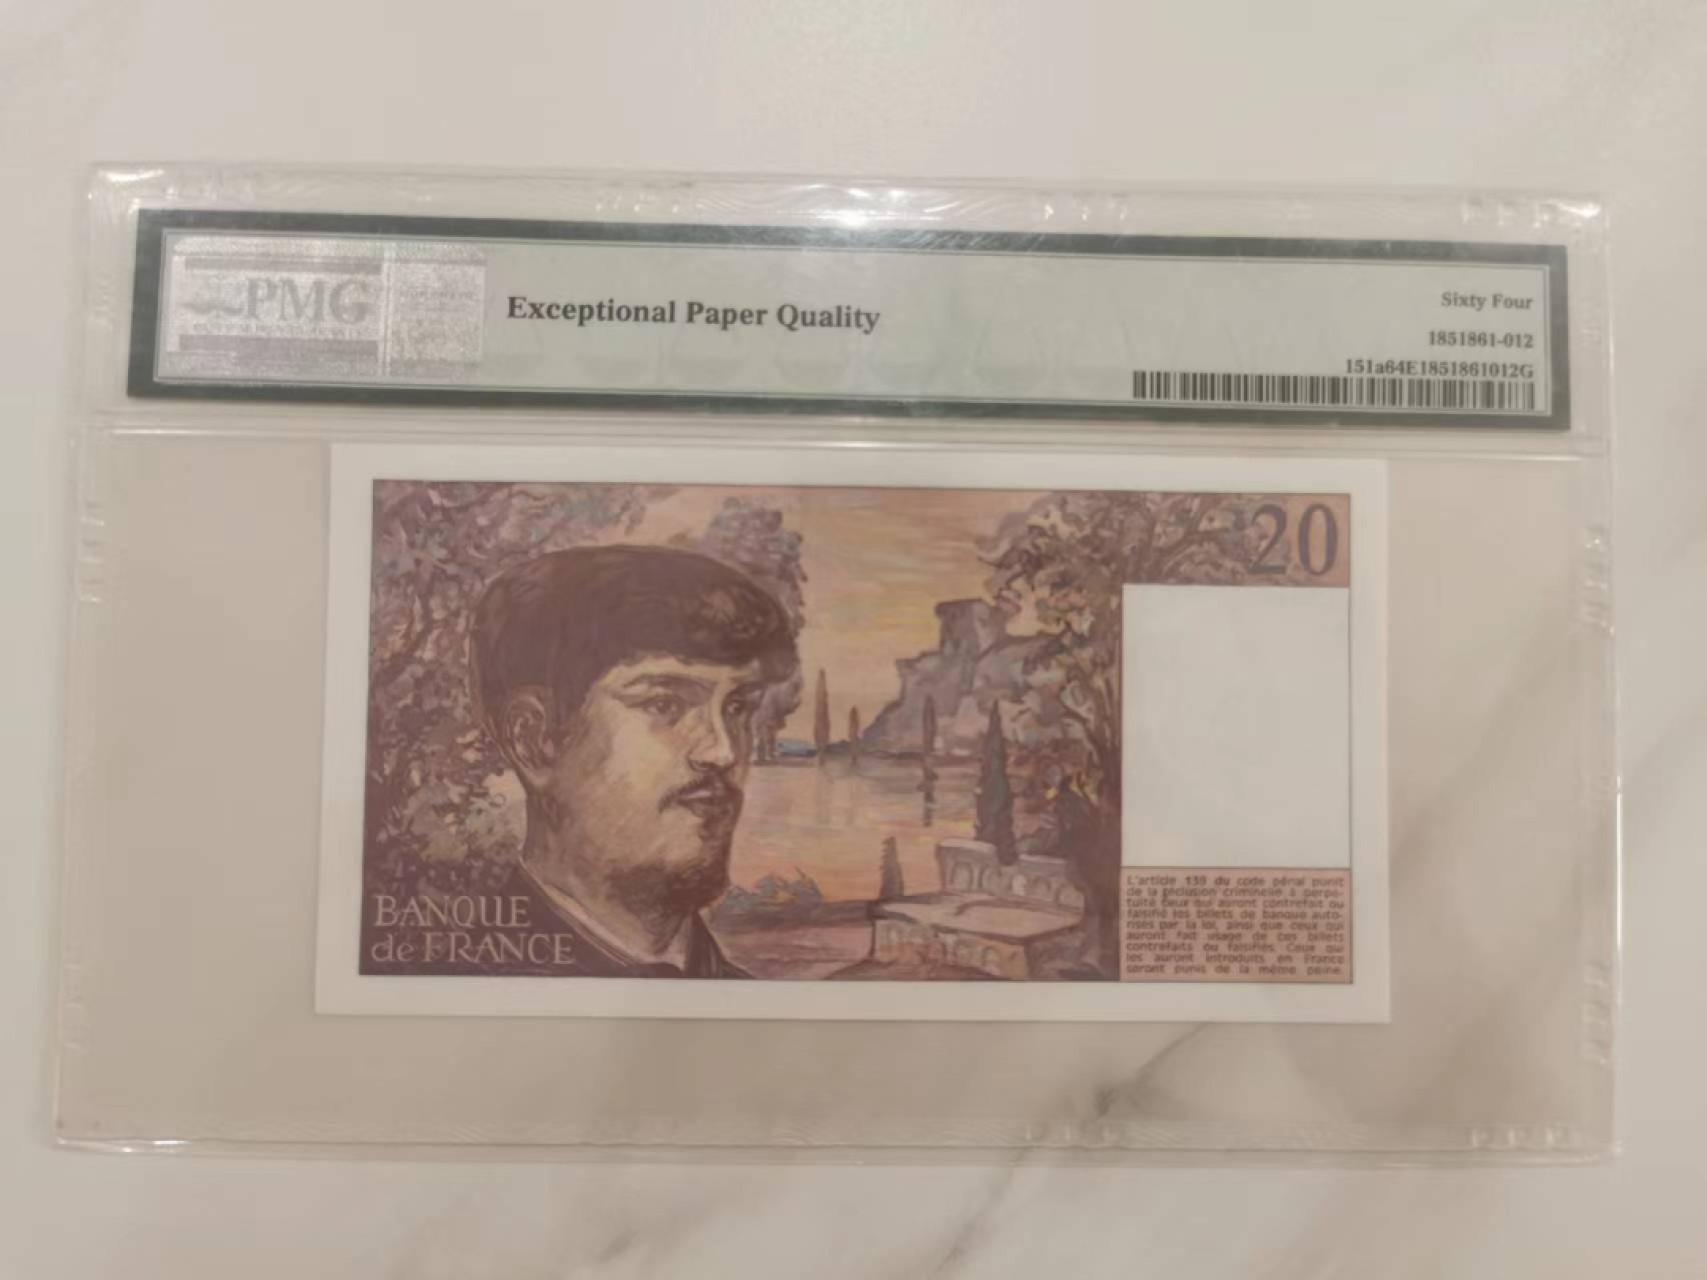 PMG
Exceptional Paper Quality
Sixty Four
1851861-012
151a64E1851861012G
20
BANQUE
de FRANCE
L'article 139 du code pénal punit
de la réclusion criminelle à perpé-
tuité ceux qui auront contrefait ou
falsifié les billets de banque auto-
risés par la loi, ainsi que ceux qui
auront fait usage de ces billets
contrefaits ou falsifiés. Ceux qui
les auront introduits en France
seront punis de la même peine.